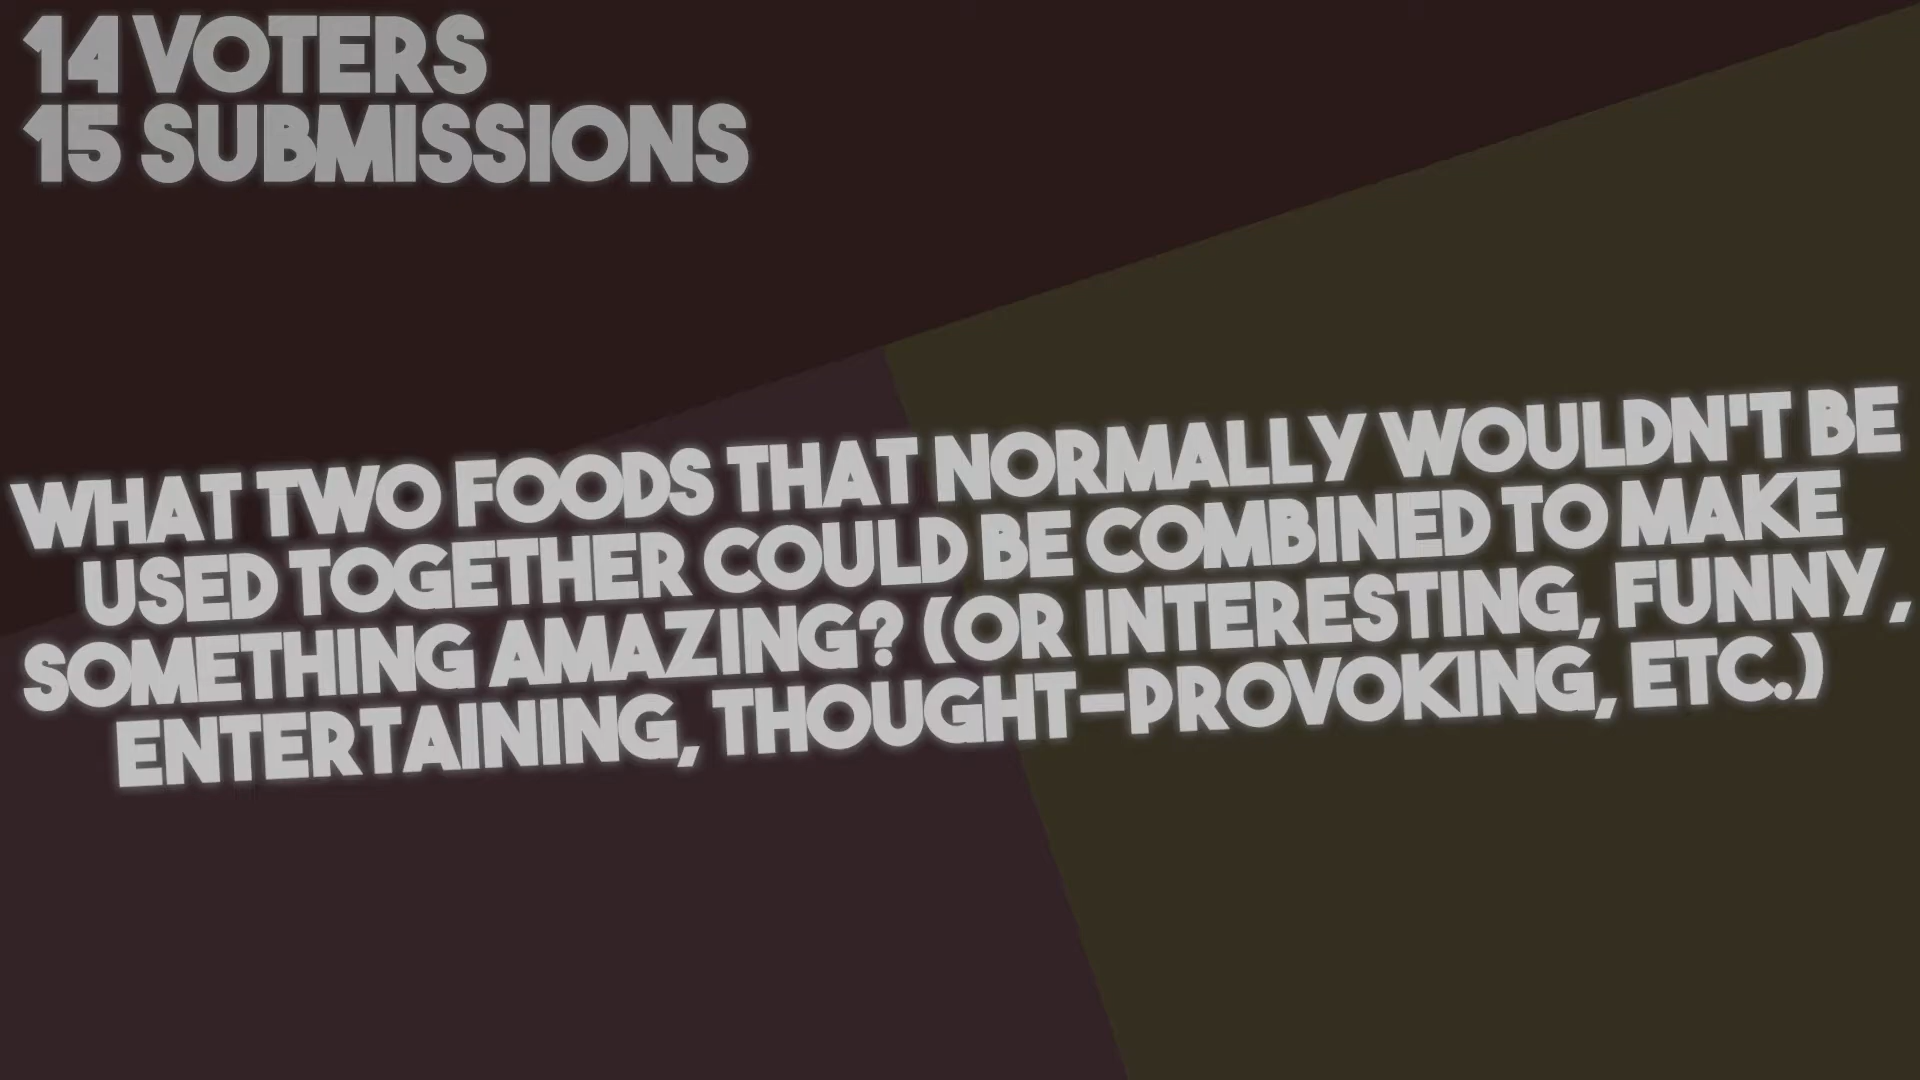 14 VOTERS
15 SUBMISSIONS
WHAT TWO FOODS THAT NORMALLY WOULDN'T BE
USED TOGETHER COULD BE COMBINED TO MAKE
SOMETHING AMAZING? (OR INTERESTING, FUNNY,
ENTERTAINING, THOUGHT-PROVOKING, ETC.)